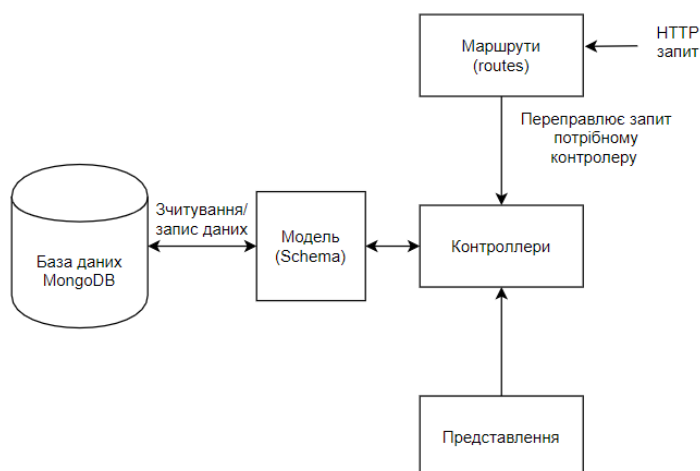 Маршрути
(routes)
HTTP
запит
Переправлює запит
потрібному
контролеру
Зчитування/
запис даних
База даних
MongoDB
Модель
(Schema)
Контроллери
Представлення